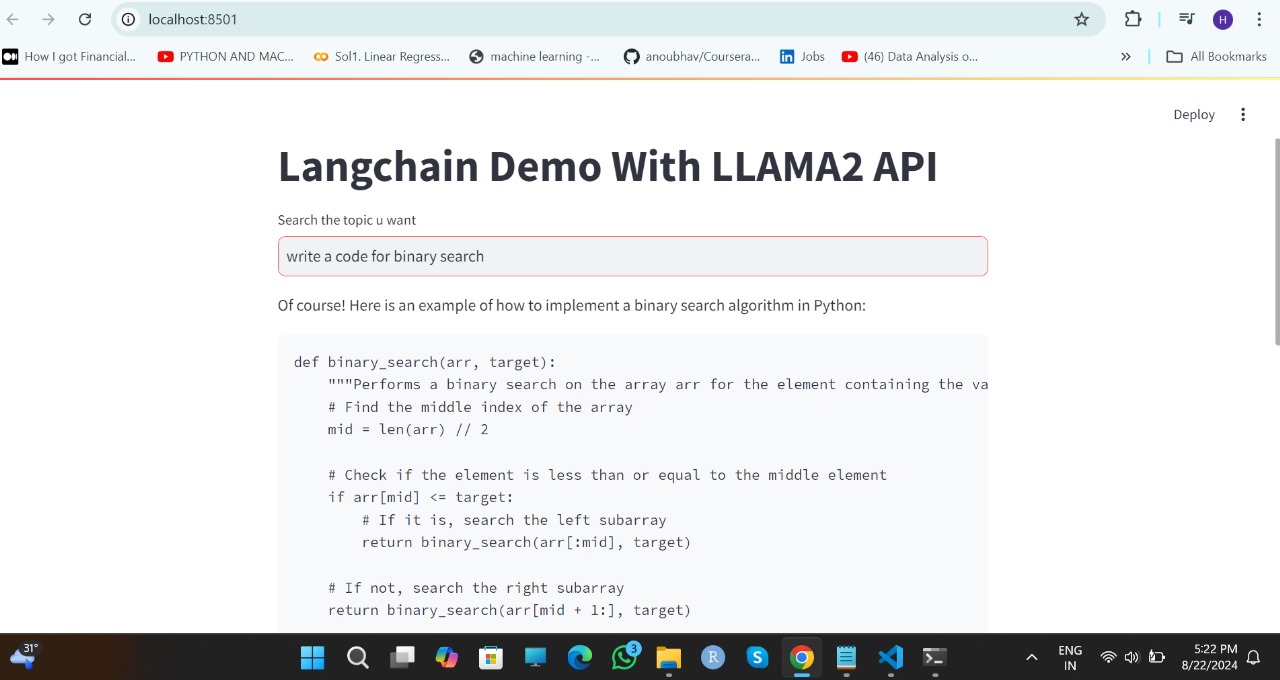 localhost:8501
H
How I got Financial...
PYTHON AND MAC...
Sol1. Linear Regress...
machine learning -...
anoubhav/Coursera...
Jobs
(46) Data Analysis o...
»
All Bookmarks
Deploy
Langchain Demo With LLAMA2 API
Search the topic u want
write a code for binary search
Of course! Here is an example of how to implement a binary search algorithm in Python:
def binary_search(arr, target):
    """Performs a binary search on the array arr for the element containing the va
    # Find the middle index of the array
    mid = len(arr) // 2
    # Check if the element is less than or equal to the middle element
    if arr[mid] <= target:
        # If it is, search the left subarray
        return binary_search(arr[:mid], target)
    # If not, search the right subarray
    return binary_search(arr[mid + 1:], target)
31°
3
R
S
ENG
IN
5:22 PM
8/22/2024